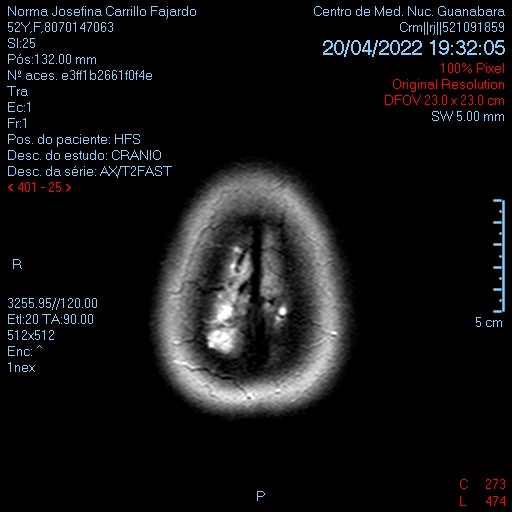 Norma Josefina Carrillo Fajardo
52Y,F,8070147063
Sl:25
Pós:132.00 mm
Nº aces. e3ff1b2661f0f4e
Tra
Ec:1
Fr:1
Pos. do paciente: HFS
Desc. do estudo: CRANIO
Desc. da série: AX/T2FAST
< 401 - 25 >
Centro de Med. Nuc. Guanabara
Crm||rj||521091859
20/04/2022 19:32:05
100% Pixel
Original Resolution
DFOV 23.0 x 23.0 cm
SW 5.00 mm
R
5 cm
3255.95//120.00
Etl:20 TA:90.00
512x512
Enc: ^
1nex
P
C 273
L 474